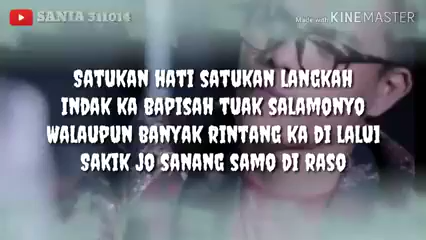 SANIA 311014
Made with KINEMASTER
SATUKAN HATI SATUKAN LANGKAH
INDAK KA BAPISAH TUAK SALAMONYO
WALAUPUN BANYAK RINTANG KA DI LALUI
SAKIK JO SANANG SAMO DI RASO